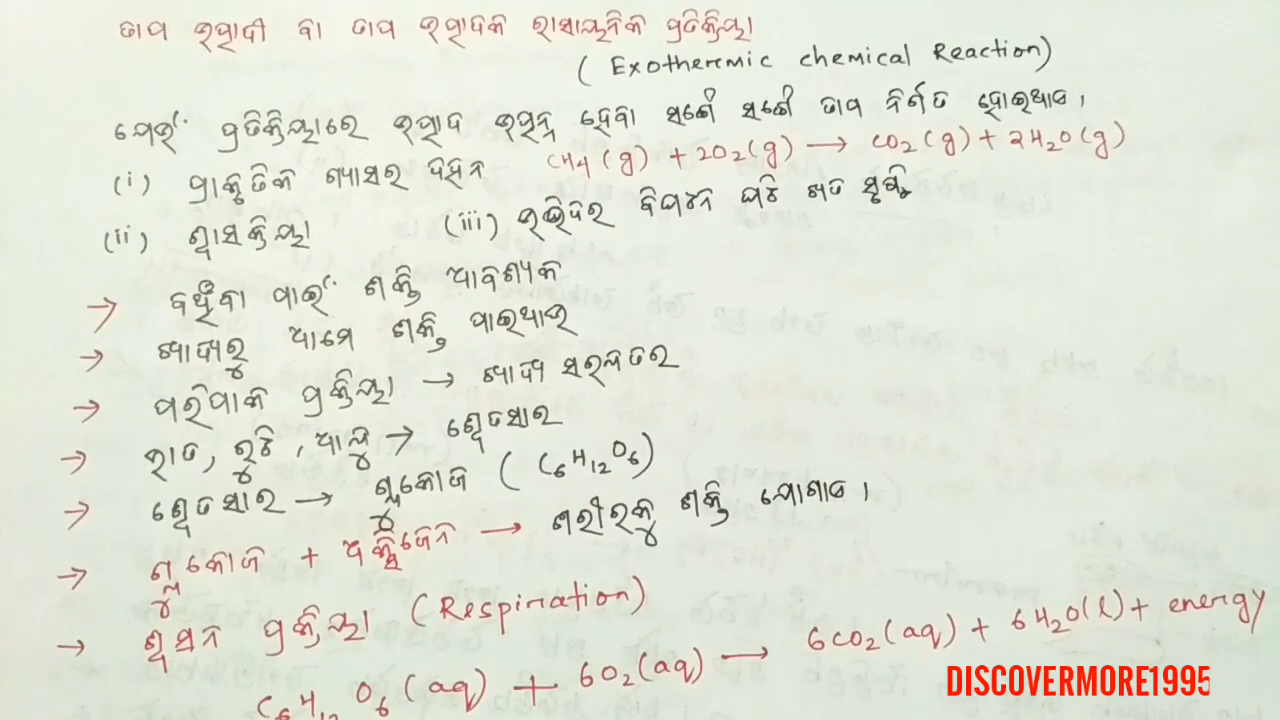 ତାପ ଉତ୍ପାଦୀ ବା ତାପ ଉତ୍ପାଦକ ରାସାୟନିକ ପ୍ରତିକ୍ରିୟା
(Exothermic chemical Reaction)
ଯେଉଁ ପ୍ରତିକ୍ରିୟାରେ ଉତ୍ପାଦ ଉତ୍ପନ୍ନ ହେବା ସଙ୍ଗେ ସଙ୍ଗେ ତାପ ନିର୍ଗତ ହୋଇଥାଏ ।
(i) ପ୍ରାକୃତିକ ଗ୍ୟାସର ଦହନ CH4 (g) + 2O2 (g) → CO2 (g) + 2H2O (g)
(ii) ଶ୍ୱାସକ୍ରିୟା (iii) ଉଦ୍ଭିଦର ବିଘଟନ ଘଟି ଖତ ସୃଷ୍ଟି
→ ବଞ୍ଚିବା ପାଇଁ ଶକ୍ତି ଆବଶ୍ୟକ
→ ଖାଦ୍ୟରୁ ଆମେ ଶକ୍ତି ପାଇଥାଉ
→ ପରିପାକ ପ୍ରକ୍ରିୟା → ଖାଦ୍ୟ ସରଳତର
→ ଭାତ, ରୁଟି, ଆଳୁ → ଶ୍ୱେତସାର
→ ଶ୍ୱେତସାର → ଗ୍ଲୁକୋଜ (C6H12O6)
→ ଗ୍ଲୁକୋଜ + ଅକ୍ସିଜେନ → ଶରୀରକୁ ଶକ୍ତି ଯୋଗାଏ ।
→ ଶ୍ୱସନ ପ୍ରକ୍ରିୟା (Respiration)
C6H12O6 (aq) + 6O2 (aq) → 6CO2 (aq) + 6H2O (l) + energy
DISCOVERMORE1995